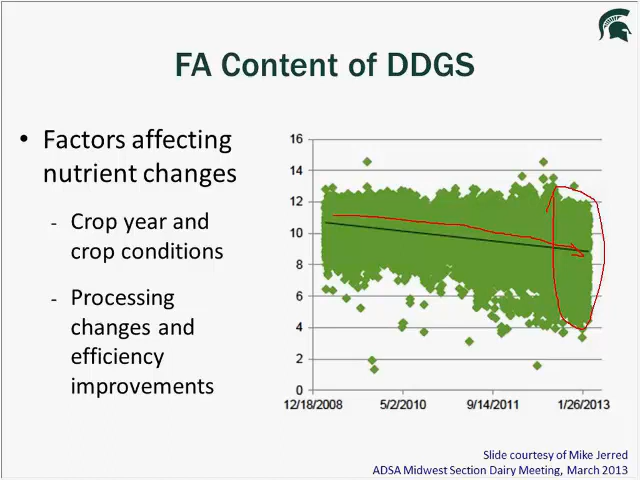 FA Content of DDGS
• Factors affecting
nutrient changes
- Crop year and
crop conditions
- Processing
changes and
efficiency
improvements
16
14
12
10
8
6
4
2
0
12/18/2008 5/2/2010 9/14/2011 1/26/2013
Slide courtesy of Mike Jerred
ADSA Midwest Section Dairy Meeting, March 2013